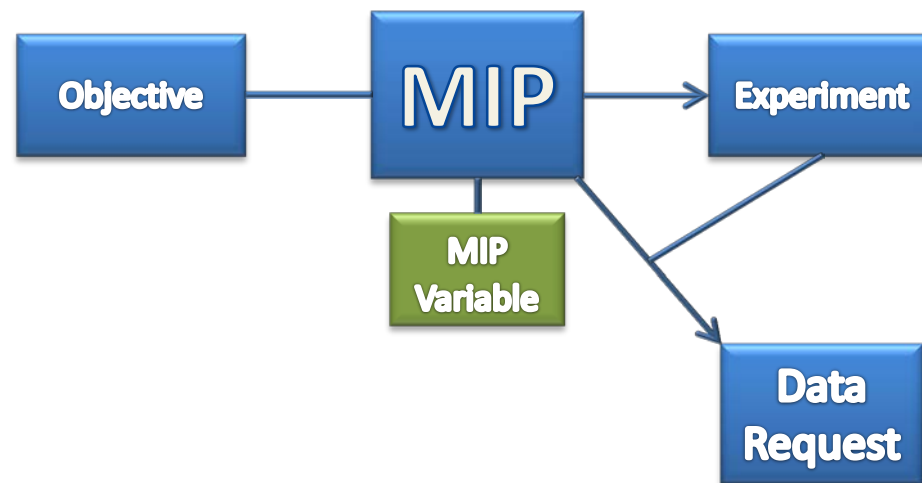 Objective
MIP
Experiment
MIP
Variable
Data
Request